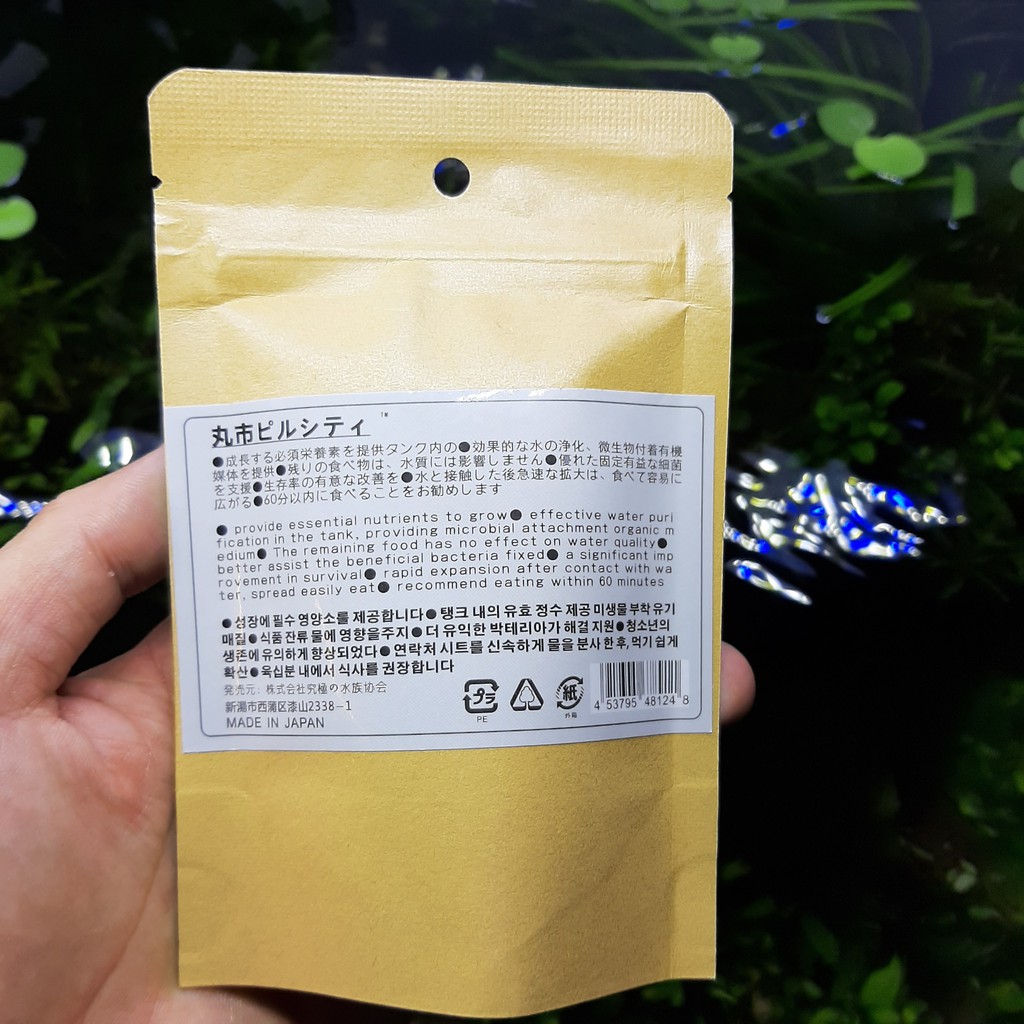 丸市ピルシティ™
●成長する必須栄養素を提供タンク内の●効果的な水の浄化、微生物付着有機
媒体を提供●残りの食べ物は、水質には影響しません●優れた固定有益な細菌
を支援●生存率の有意な改善を●水と接触した後急速な拡大は、食べて容易に
広がる●60分以内に食べることをお勧めします
● provide essential nutrients to grow● effective water puri
fication in the tank, providing microbial attachment organic m
edium● The remaining food has no effect on water quality●
better assist the beneficial bacteria fixed● a significant imp
rovement in survival● rapid expansion after contact with wa
ter, spread easily eat● recommend eating within 60 minutes
● 성장에 필수 영앙소를 제공합니다● 탱크 내의 유효 정수 제공 미생물 부착 유기
매질● 식품 잔류 물에 영향을주지● 더 유익한 박테리아가 해결 지원●청소년의
생존에 유의하게 향상되었다● 연락처 시트를 신속하게 물을 분사 한 후, 먹기 쉽게
확산●육십분 내에서 식사를 권장합니다
発売元: 株式会社究極の水族协会
新潟市西蒲区漆山2338-1
MADE IN JAPAN
プラ
PE
紙
外箱
4 53795 48124 8